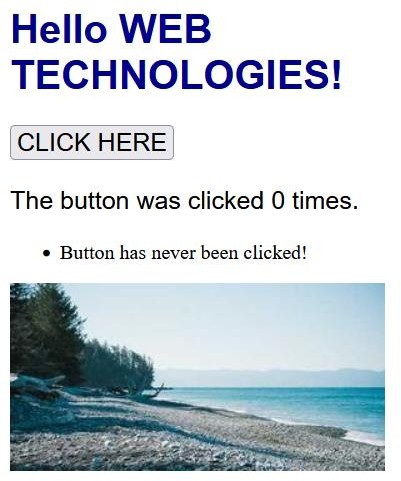 Hello WEB
TECHNOLOGIES!
CLICK HERE
The button was clicked 0 times.
Button has never been clicked!